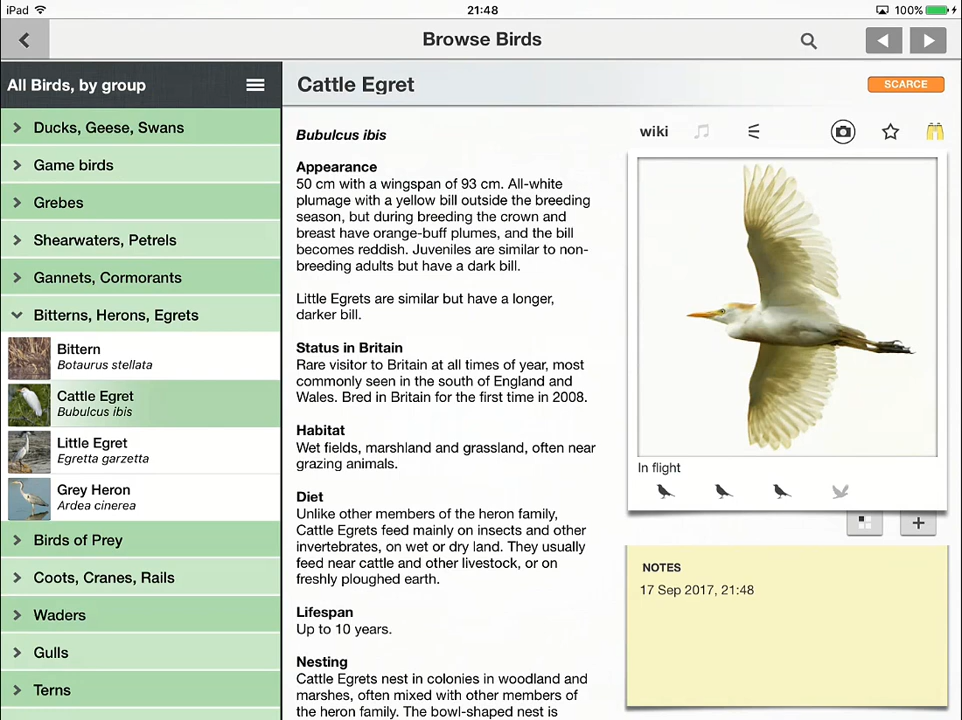 iPad
21:48
100%
Browse Birds
All Birds, by group
Ducks, Geese, Swans
Game birds
Grebes
Shearwaters, Petrels
Gannets, Cormorants
Bitterns, Herons, Egrets
Bittern
Botaurus stellata
Cattle Egret
Bubulcus ibis
Little Egret
Egretta garzetta
Grey Heron
Ardea cinerea
Birds of Prey
Coots, Cranes, Rails
Waders
Gulls
Terns
Cattle Egret
SCARCE
Bubulcus ibis
Appearance
50 cm with a wingspan of 93 cm. All-white
plumage with a yellow bill outside the breeding
season, but during breeding the crown and
breast have orange-buff plumes, and the bill
becomes reddish. Juveniles are similar to non-
breeding adults but have a dark bill.
Little Egrets are similar but have a longer,
darker bill.
Status in Britain
Rare visitor to Britain at all times of year, most
commonly seen in the south of England and
Wales. Bred in Britain for the first time in 2008.
Habitat
Wet fields, marshland and grassland, often near
grazing animals.
Diet
Unlike other members of the heron family,
Cattle Egrets feed mainly on insects and other
invertebrates, on wet or dry land. They usually
feed near cattle and other livestock, or on
freshly ploughed earth.
Lifespan
Up to 10 years.
Nesting
Cattle Egrets nest in colonies in woodland and
marshes, often mixed with other members of
the heron family. The bowl-shaped nest is
wiki
In flight
NOTES
17 Sep 2017, 21:48